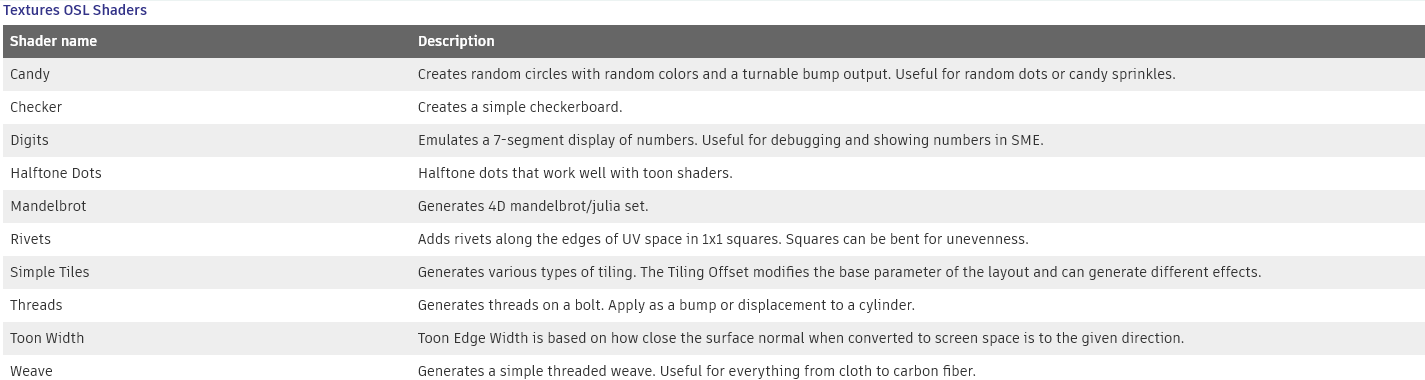 Textures OSL Shaders
Shader name Description
Candy Creates random circles with random colors and a turnable bump output. Useful for random dots or candy sprinkles.
Checker Creates a simple checkerboard.
Digits Emulates a 7-segment display of numbers. Useful for debugging and showing numbers in SME.
Halftone Dots Halftone dots that work well with toon shaders.
Mandelbrot Generates 4D mandelbrot/julia set.
Rivets Adds rivets along the edges of UV space in 1x1 squares. Squares can be bent for unevenness.
Simple Tiles Generates various types of tiling. The Tiling Offset modifies the base parameter of the layout and can generate different effects.
Threads Generates threads on a bolt. Apply as a bump or displacement to a cylinder.
Toon Width Toon Edge Width is based on how close the surface normal when converted to screen space is to the given direction.
Weave Generates a simple threaded weave. Useful for everything from cloth to carbon fiber.